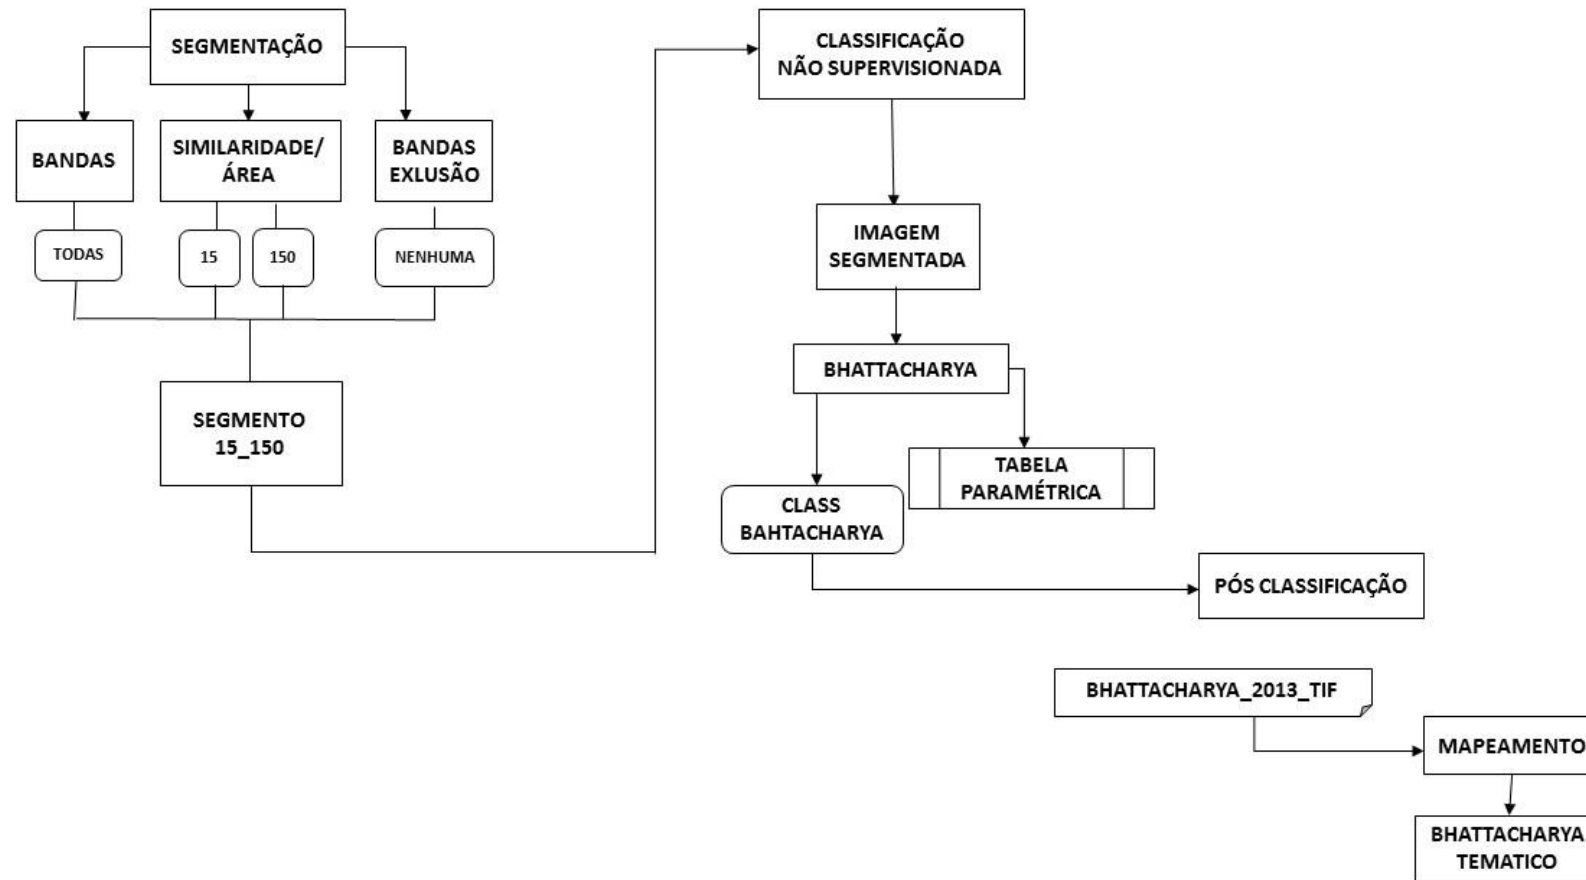 SEGMENTAÇÃO
BANDAS
SIMILARIDADE/
ÁREA
BANDAS
EXLUSÃO
TODAS
15
150
NENHUMA
SEGMENTO
15_150
CLASSIFICAÇÃO
NÃO SUPERVISIONADA
IMAGEM
SEGMENTADA
BHATTACHARYA
TABELA
PARAMÉTRICA
CLASS
BAHTACHARYA
PÓS CLASSIFICAÇÃO
BHATTACHARYA_2013_TIF
MAPEAMENTO
BHATTACHARYA
TEMATICO